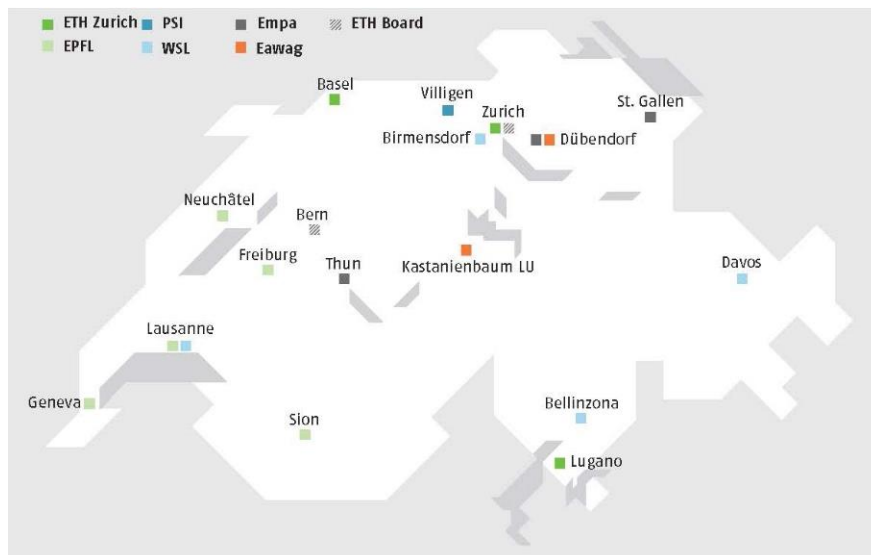 ETH Zurich PSI Empa ETH Board
EPFL WSL Eawag
Basel
Villigen
St. Gallen
Zurich
Birmensdorf
Dübendorf
Neuchâtel
Bern
Freiburg
Thun
Kastanienbaum LU
Davos
Lausanne
Geneva
Sion
Bellinzona
Lugano